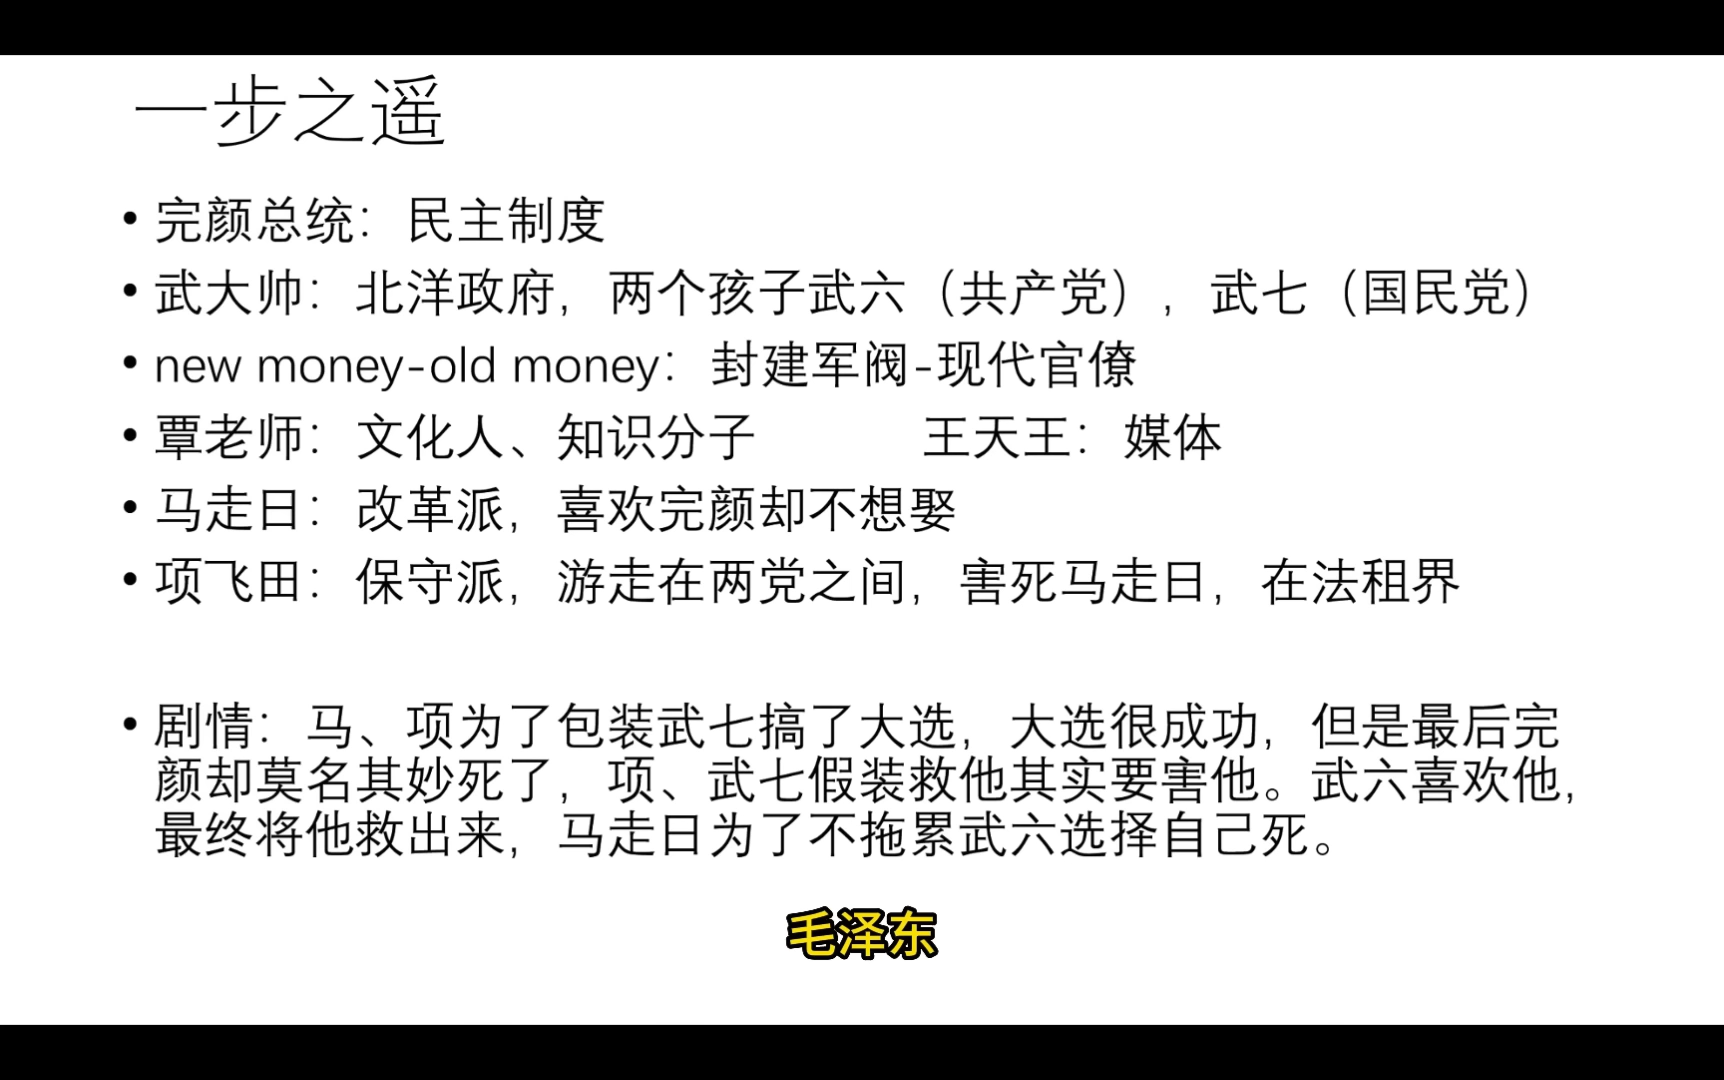 一步之遥
• 完颜总统：民主制度
• 武大帅：北洋政府，两个孩子武六（共产党），武七（国民党）
• new money-old money：封建军阀-现代官僚
• 覃老师：文化人、知识分子 王天王：媒体
• 马走日：改革派，喜欢完颜却不想娶
• 项飞田：保守派，游走在两党之间，害死马走日，在法租界
• 剧情：马、项为了包装武七搞了大选，大选很成功，但是最后完
颜却莫名其妙死了，项、武七假装救他其实要害他。武六喜欢他，
最终将他救出来，马走日为了不拖累武六选择自己死。
毛泽东